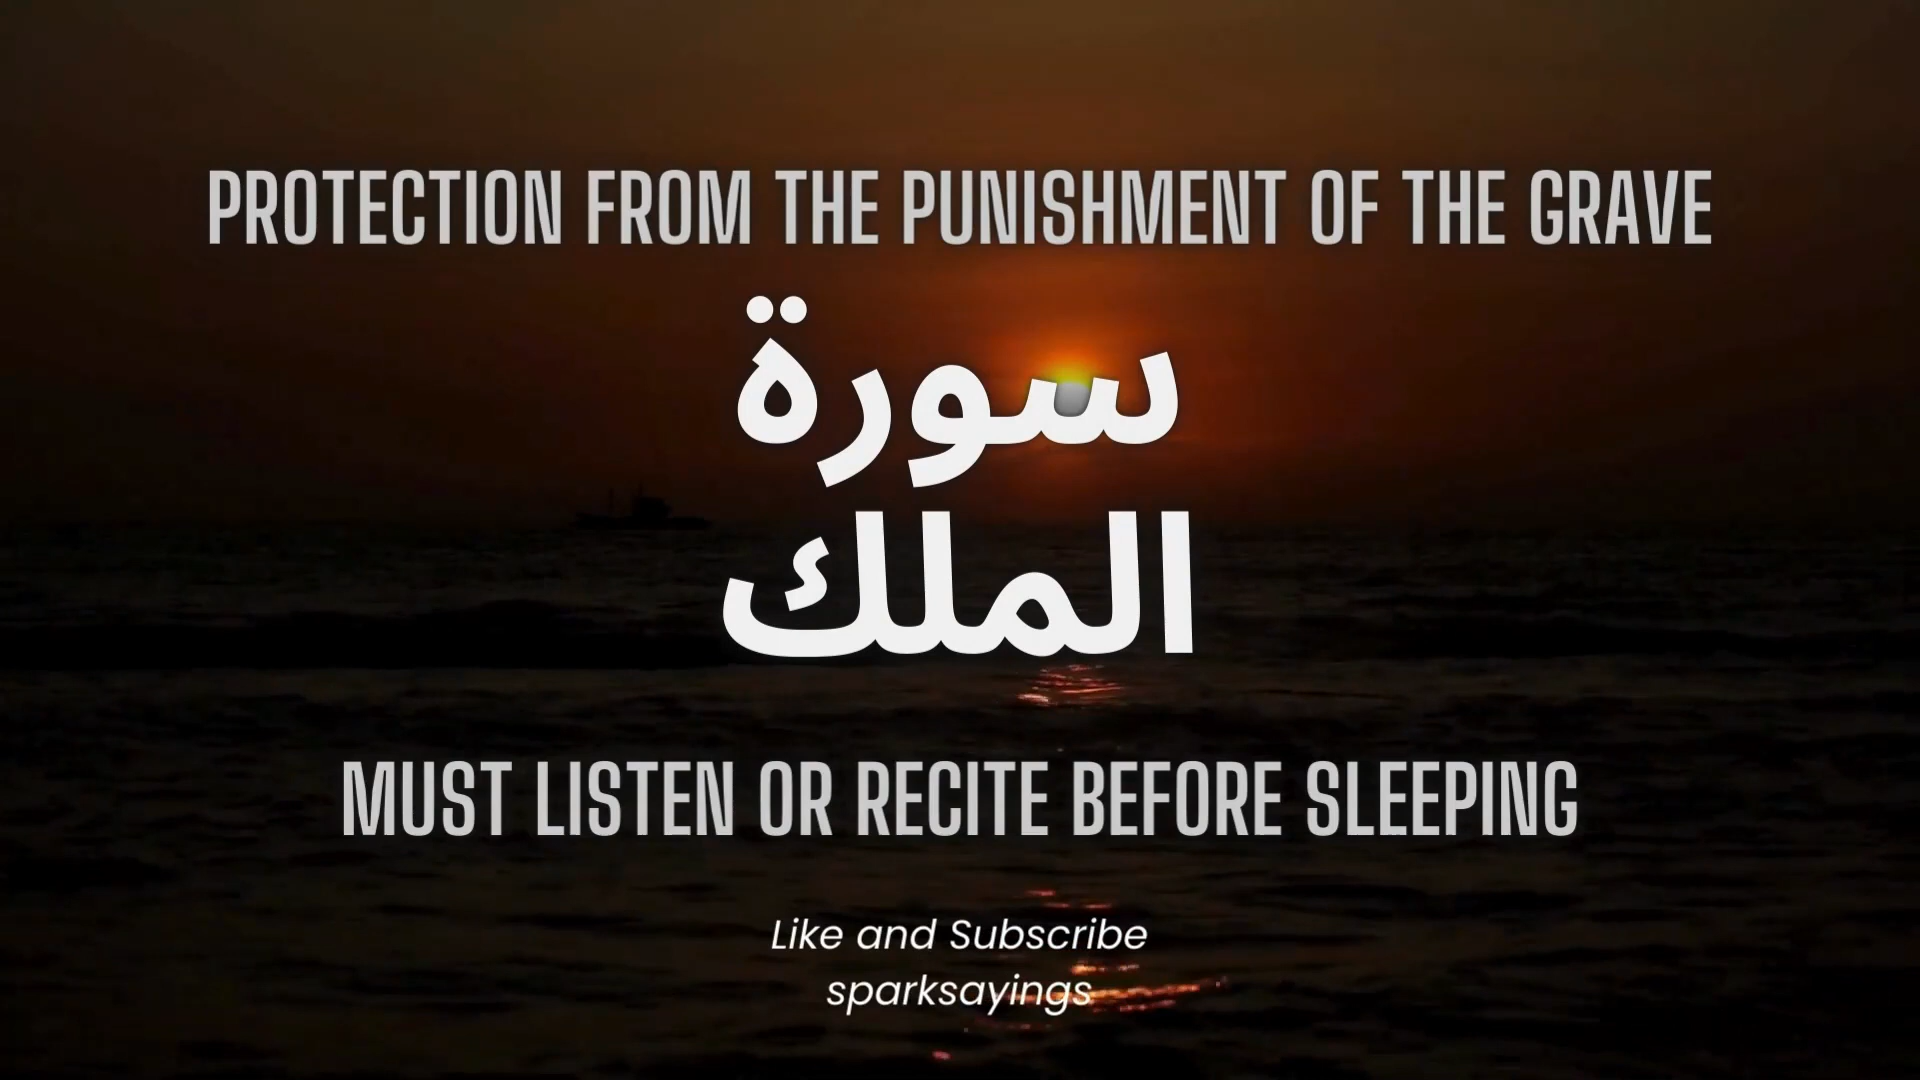 PROTECTION FROM THE PUNISHMENT OF THE GRAVE
سورة
الملك
MUST LISTEN OR RECITE BEFORE SLEEPING
Like and Subscribe
sparksayings